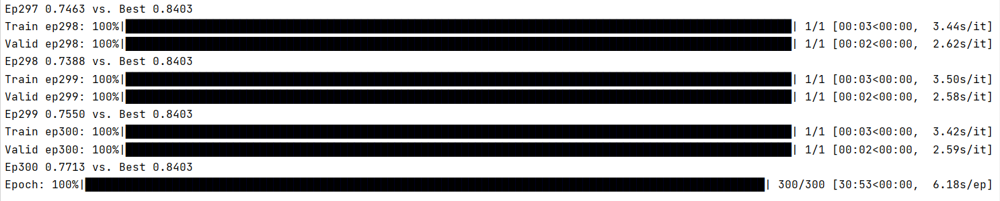 Ep297 0.7463 vs. Best 0.8403
Train ep298: 100%|██████████| 1/1 [00:03<00:00,  3.44s/it]
Valid ep298: 100%|██████████| 1/1 [00:02<00:00,  2.62s/it]
Ep298 0.7388 vs. Best 0.8403
Train ep299: 100%|██████████| 1/1 [00:03<00:00,  3.50s/it]
Valid ep299: 100%|██████████| 1/1 [00:02<00:00,  2.58s/it]
Ep299 0.7550 vs. Best 0.8403
Train ep300: 100%|██████████| 1/1 [00:03<00:00,  3.42s/it]
Valid ep300: 100%|██████████| 1/1 [00:02<00:00,  2.59s/it]
Ep300 0.7713 vs. Best 0.8403
Epoch: 100%|██████████| 300/300 [30:53<00:00,  6.18s/ep]